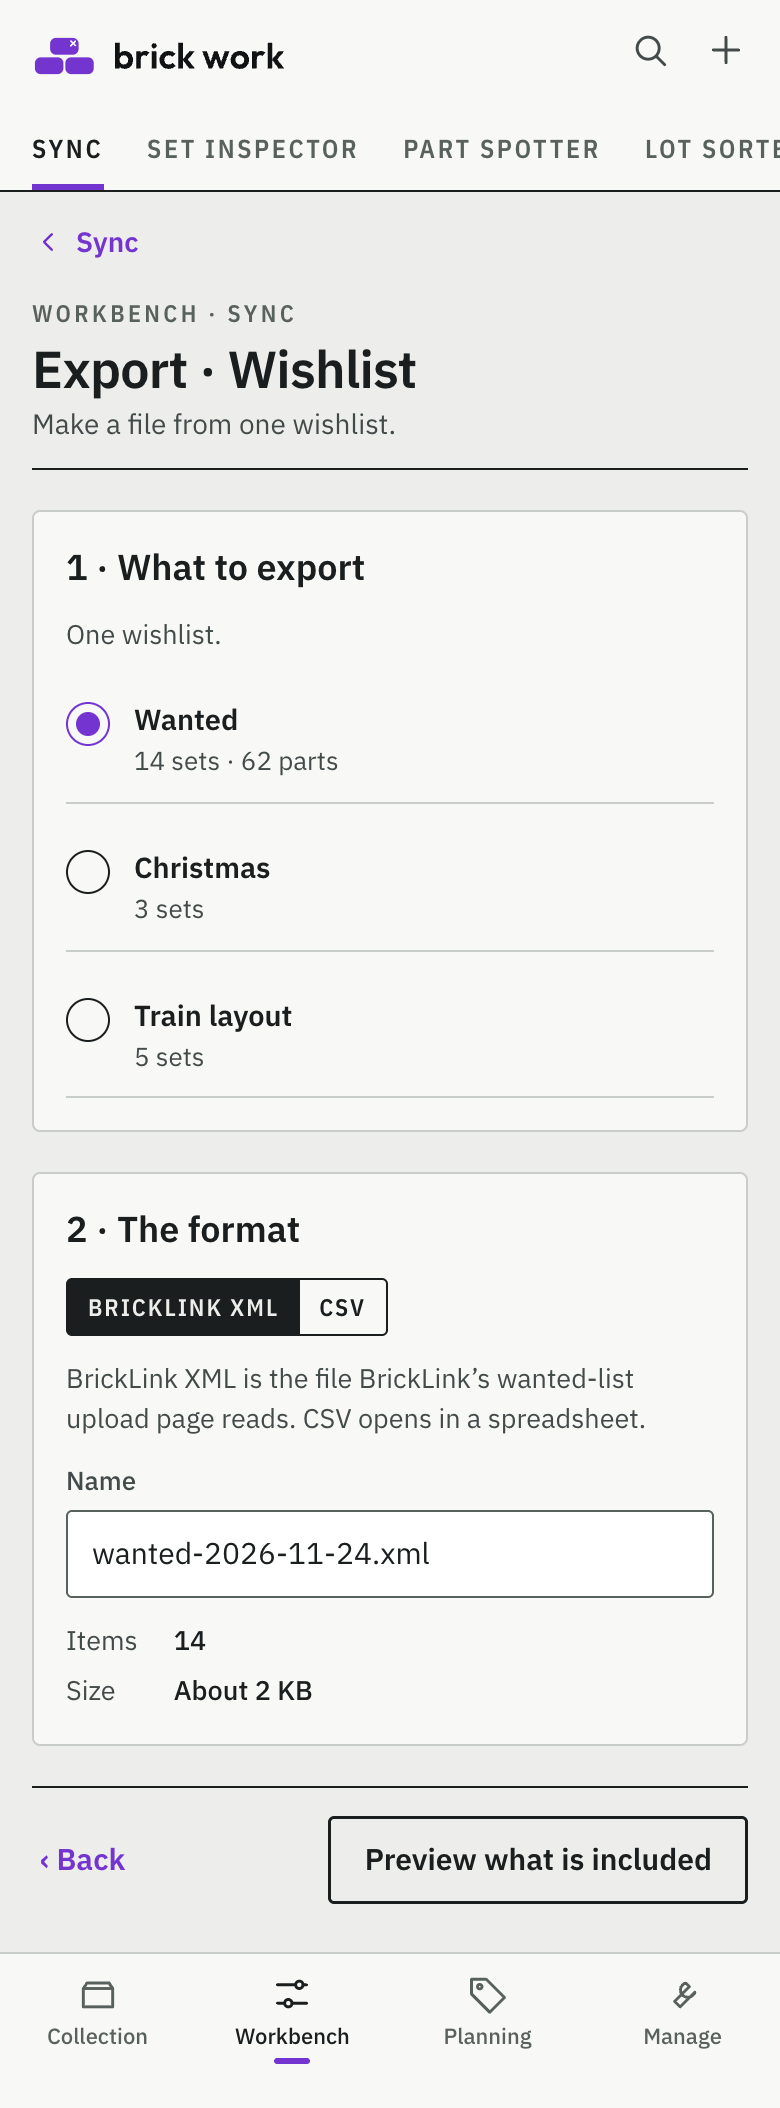 brick work
SYNC SET INSPECTOR PART SPOTTER LOT SORTE
Sync
WORKBENCH · SYNC
Export · Wishlist
Make a file from one wishlist.
1 · What to export
One wishlist.
Wanted
14 sets · 62 parts
Christmas
3 sets
Train layout
5 sets
2 · The format
BRICKLINK XML CSV
BrickLink XML is the file BrickLink’s wanted-list
upload page reads. CSV opens in a spreadsheet.
Name
wanted-2026-11-24.xml
Items 14
Size About 2 KB
‹ Back Preview what is included
Collection Workbench Planning Manage